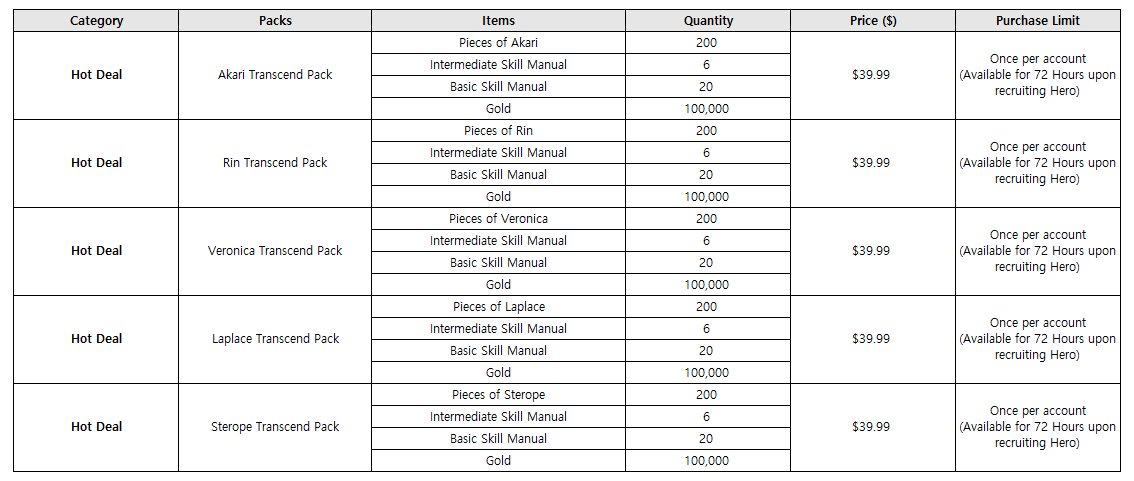 Category Packs Items Quantity Price ($) Purchase Limit
Hot Deal
Akari Transcend Pack
Pieces of Akari 200
Intermediate Skill Manual 6
Basic Skill Manual 20
Gold 100,000
$39.99
Once per account
(Available for 72 Hours upon
recruiting Hero)
Hot Deal
Rin Transcend Pack
Pieces of Rin 200
Intermediate Skill Manual 6
Basic Skill Manual 20
Gold 100,000
$39.99
Once per account
(Available for 72 Hours upon
recruiting Hero)
Hot Deal
Veronica Transcend Pack
Pieces of Veronica 200
Intermediate Skill Manual 6
Basic Skill Manual 20
Gold 100,000
$39.99
Once per account
(Available for 72 Hours upon
recruiting Hero)
Hot Deal
Laplace Transcend Pack
Pieces of Laplace 200
Intermediate Skill Manual 6
Basic Skill Manual 20
Gold 100,000
$39.99
Once per account
(Available for 72 Hours upon
recruiting Hero)
Hot Deal
Sterope Transcend Pack
Pieces of Sterope 200
Intermediate Skill Manual 6
Basic Skill Manual 20
Gold 100,000
$39.99
Once per account
(Available for 72 Hours upon
recruiting Hero)